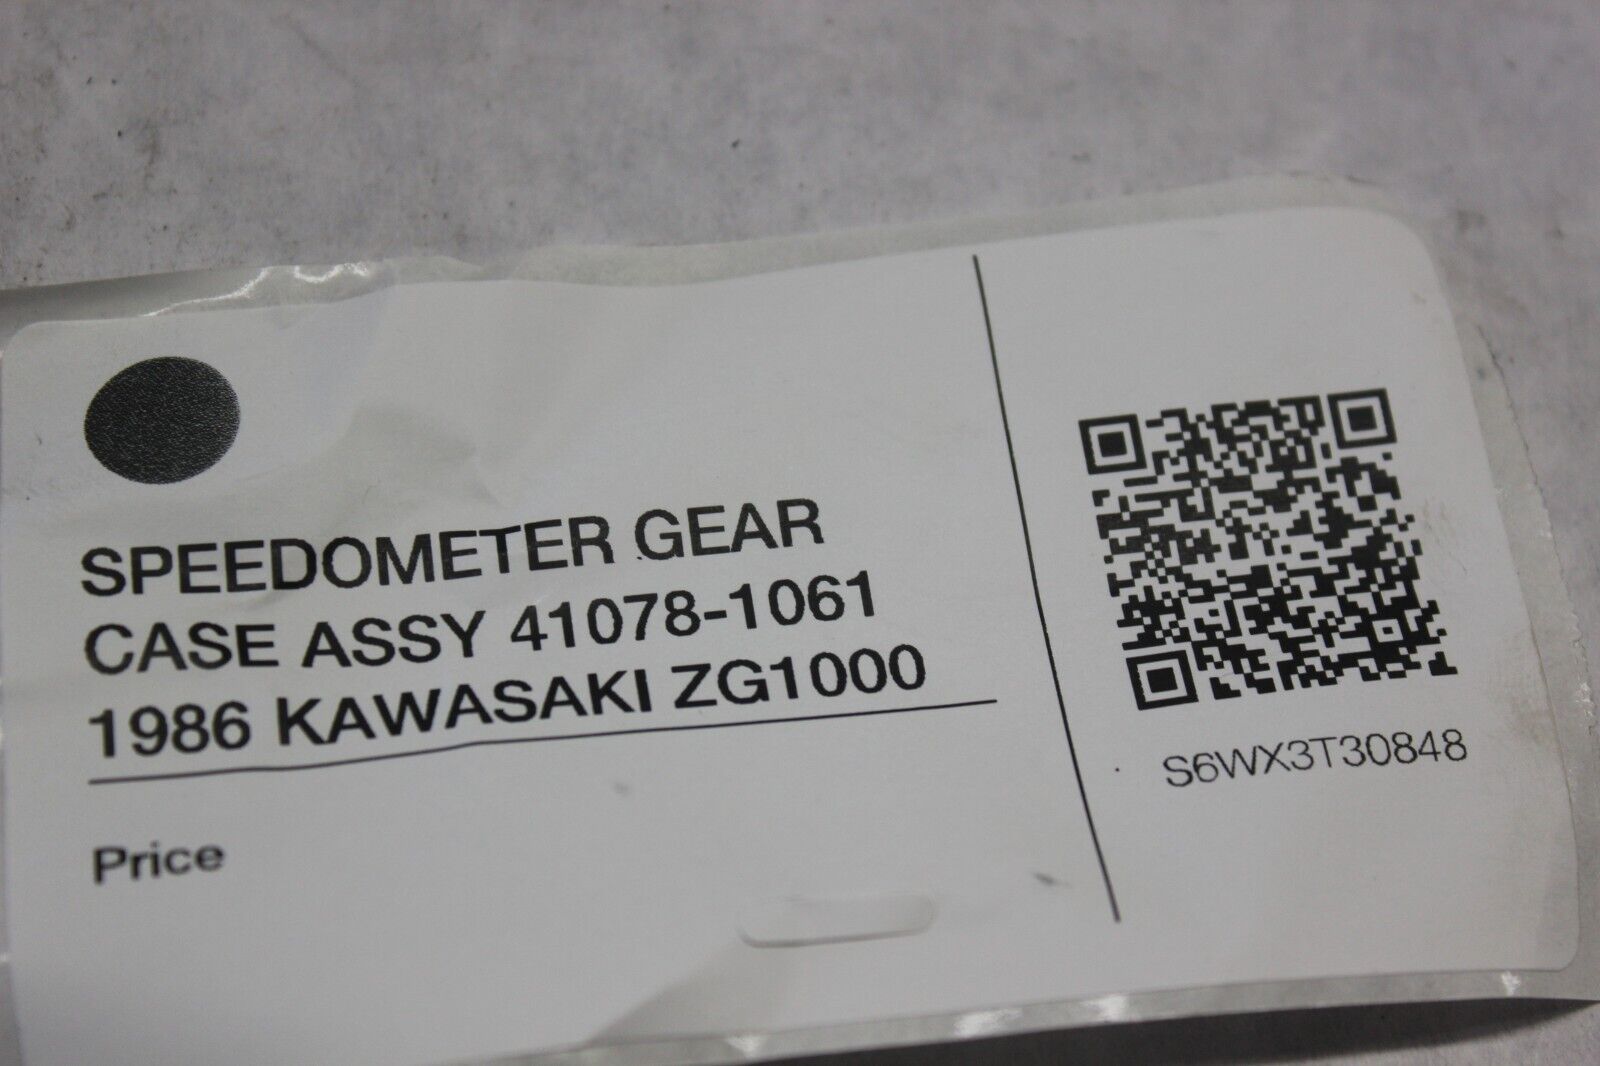 SPEEDOMETER GEAR
CASE ASSY 41078-1061
1986 KAWASAKI ZG1000
Price
S6WX3T30848